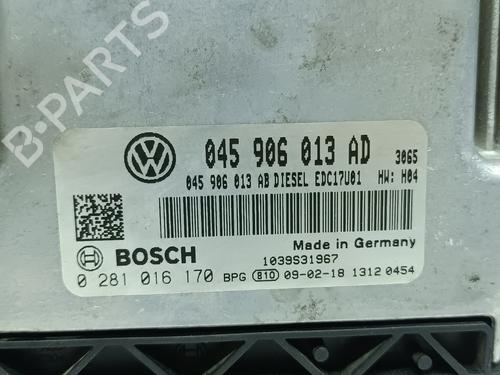 B-PARTS
045 906 013 AD 3065
045 906 013 AB DIESEL EDC17U01 HW: H04
Made in Germany
BOSCH 1039S31967
0 281 016 170 BPG 810 09-02-18 1312 0454